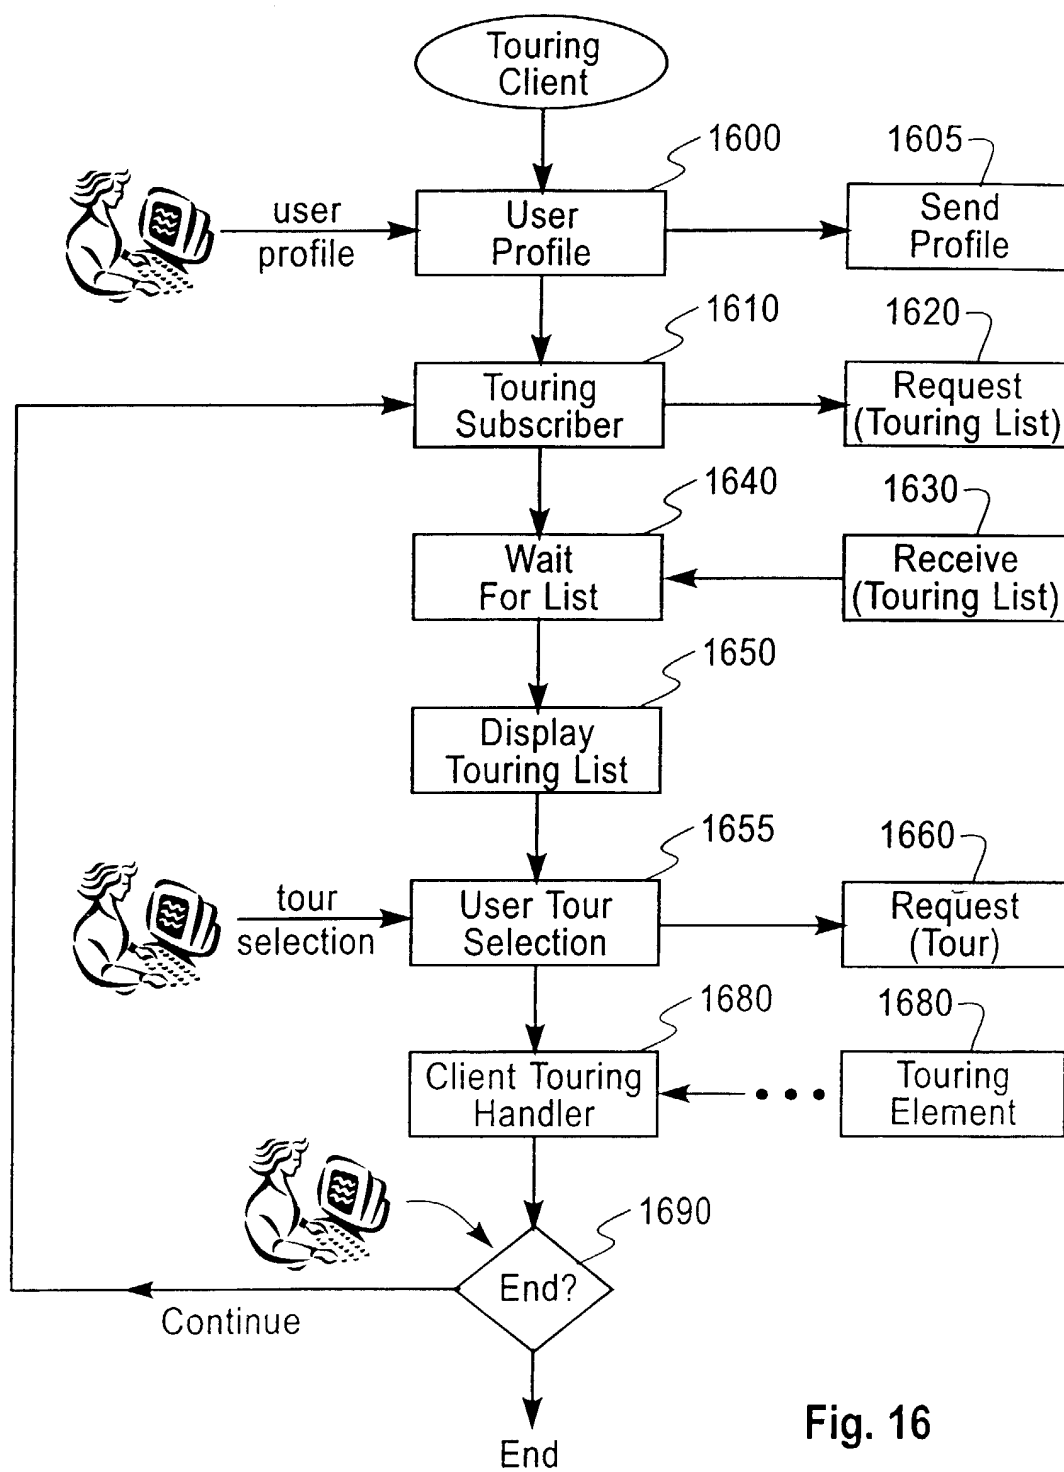 Touring
Client
1600
1605
user
profile
User
Profile
Send
Profile
1610
1620
Touring
Subscriber
Request
(Touring List)
1640
1630
Wait
For List
Receive
(Touring List)
1650
Display
Touring List
1655
1660
tour
selection
User Tour
Selection
Request
(Tour)
1680
1680
Client Touring
Handler
Touring
Element
1690
End?
Continue
End
Fig. 16